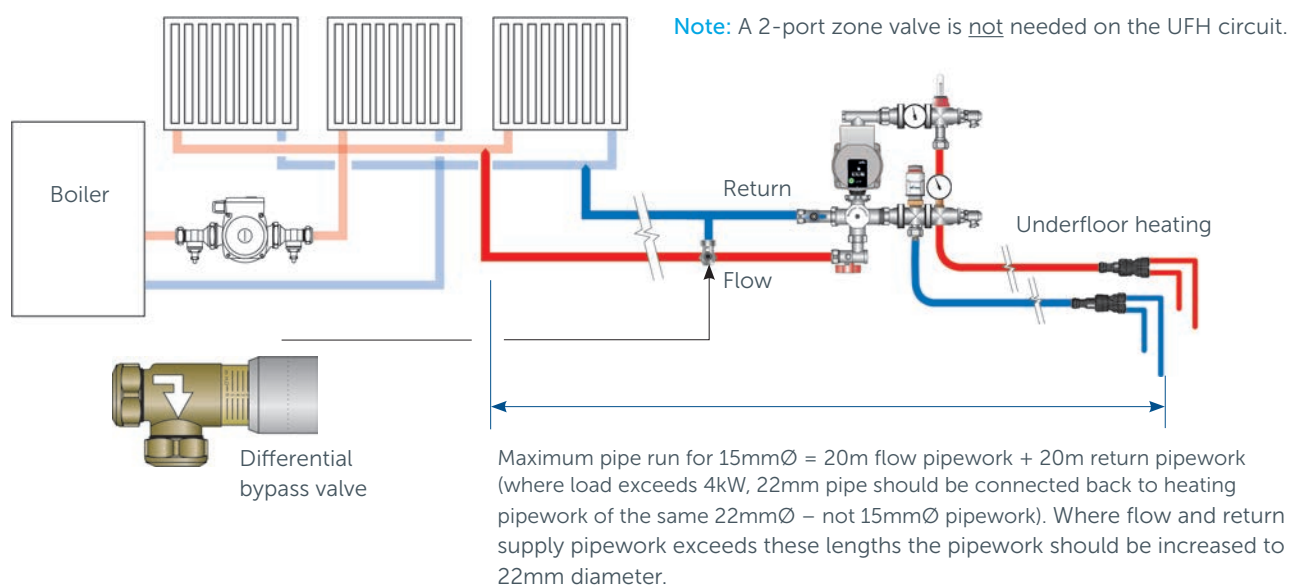 Note: A 2-port zone valve is not needed on the UFH circuit.
Boiler
Return
Flow
Underfloor heating
Differential
bypass valve
Maximum pipe run for 15mmØ = 20m flow pipework + 20m return pipework
(where load exceeds 4kW, 22mm pipe should be connected back to heating
pipework of the same 22mmØ – not 15mmØ pipework). Where flow and return
supply pipework exceeds these lengths the pipework should be increased to
22mm diameter.